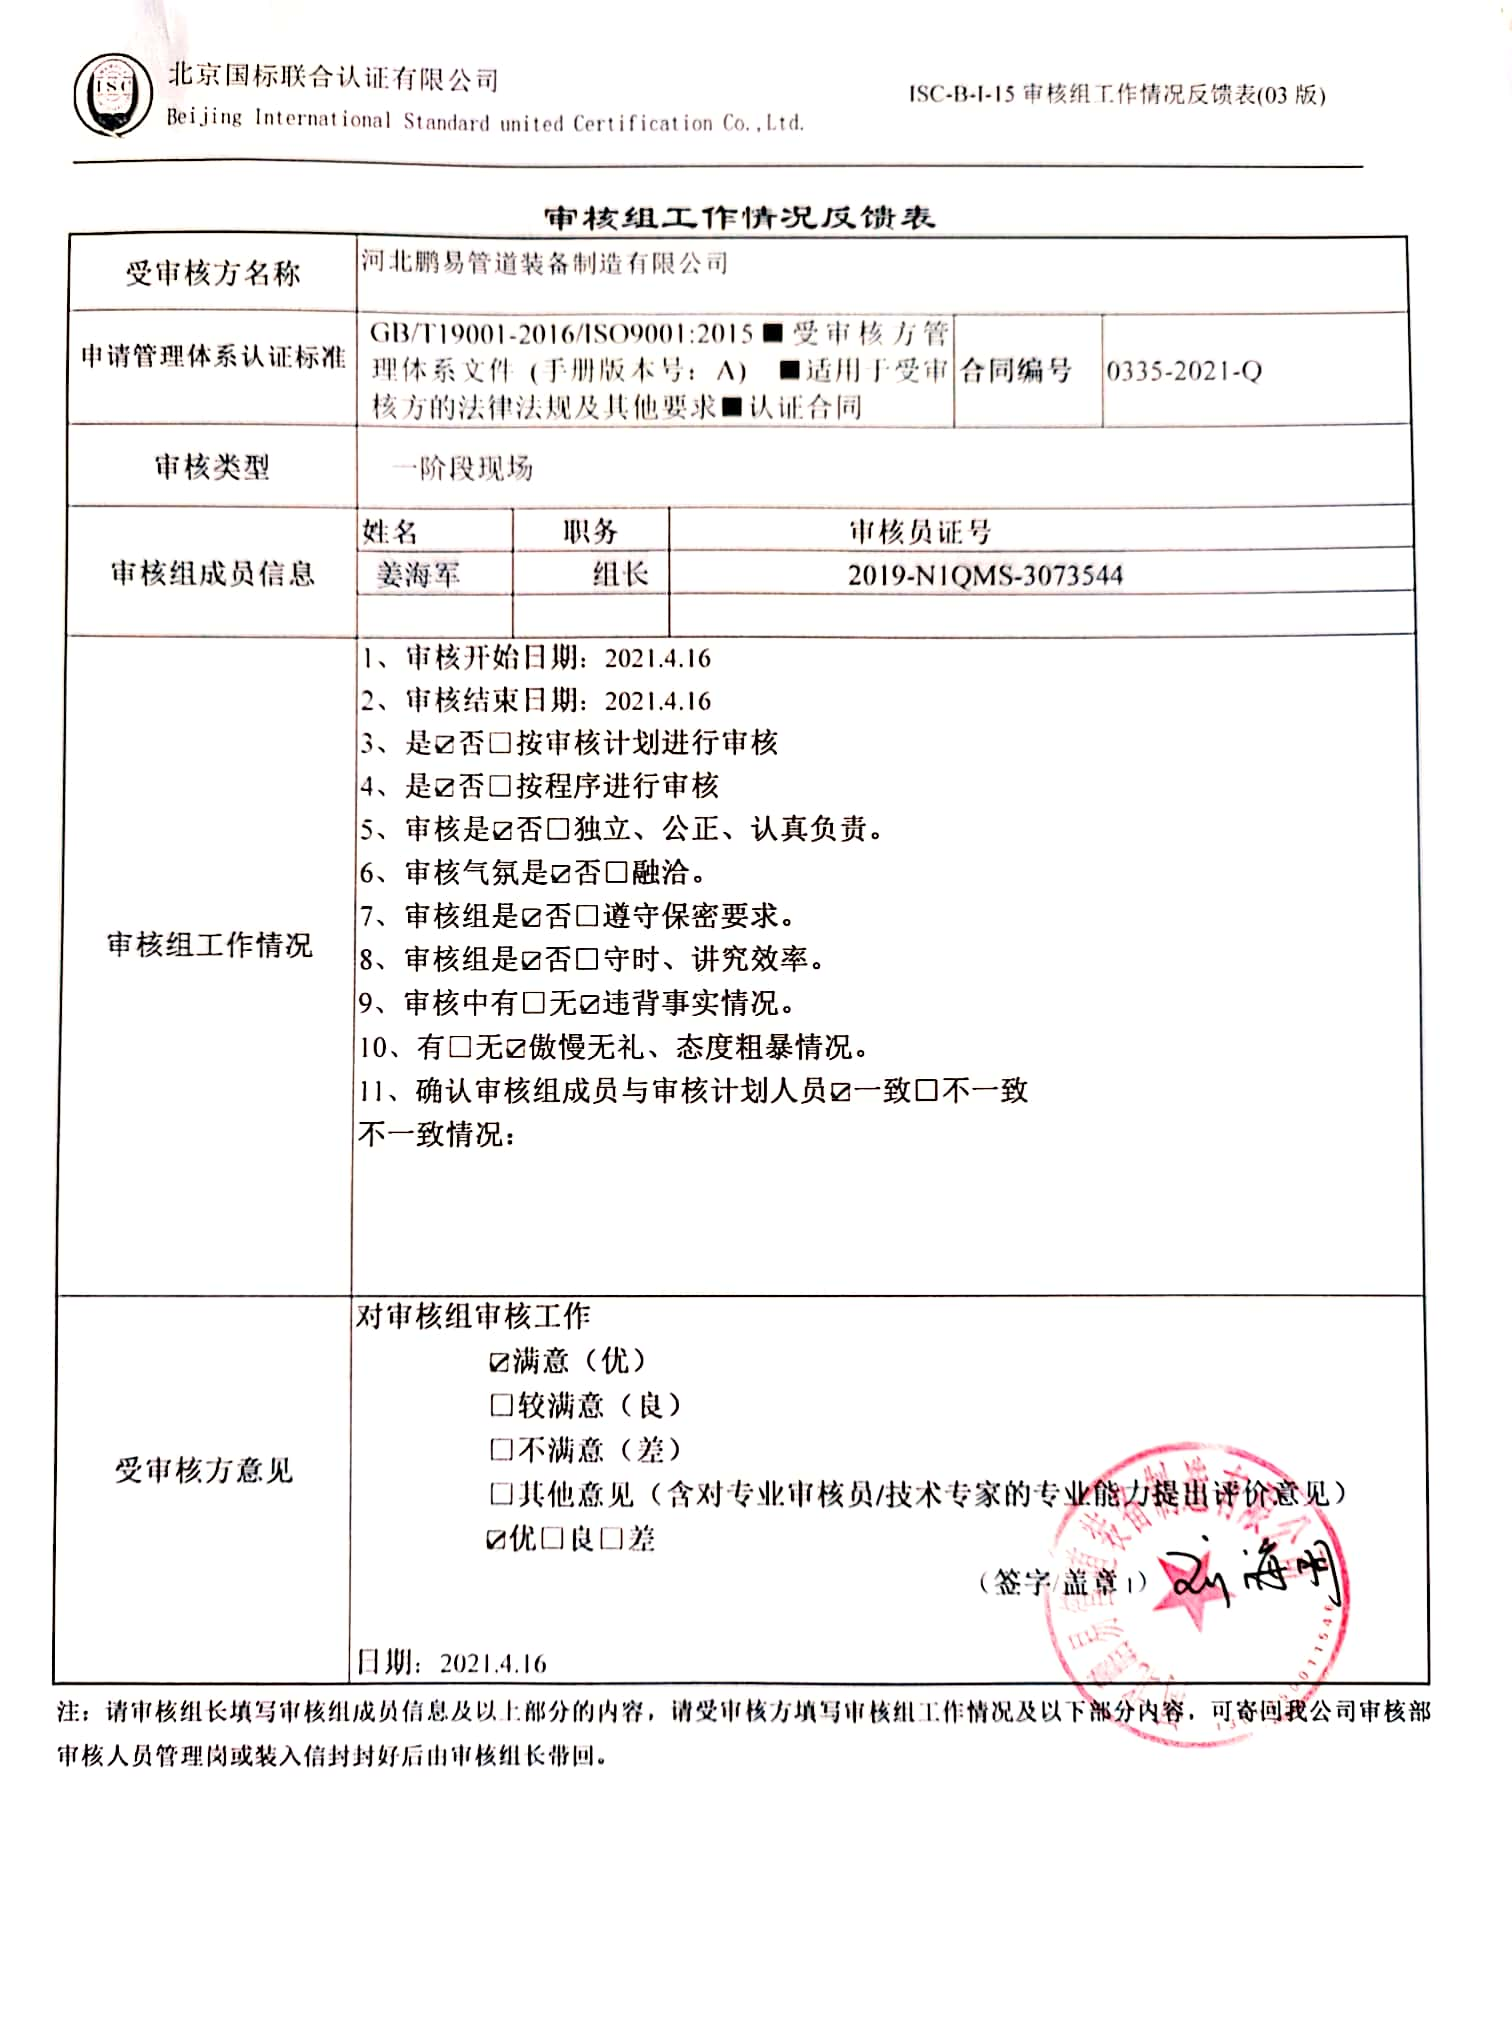 ISC
北京国标联合认证有限公司
Beijing International Standard united Certification Co.,Ltd.
ISC-B-I-15 审核组工作情况反馈表(03 版)
审核组工作情况反馈表
受审核方名称
河北鹏易管道装备制造有限公司
申请管理体系认证标准
GB/T19001-2016/ISO9001:2015■受审核方管
理体系文件（手册版本号：A） ■适用于受审
核方的法律法规及其他要求■认证合同
合同编号
0335-2021-Q
审核类型
一阶段现场
审核组成员信息
姓名 职务 审核员证号
姜海军 组长 2019-N1QMS-3073544
审核组工作情况
1、审核开始日期：2021.4.16
2、审核结束日期：2021.4.16
3、是☑否□按审核计划进行审核
4、是☑否□按程序进行审核
5、审核是☑否□独立、公正、认真负责。
6、审核气氛是☑否□融洽。
7、审核组是☑否□遵守保密要求。
8、审核组是☑否□守时、讲究效率。
9、审核中有□无☑违背事实情况。
10、有□无☑傲慢无礼、态度粗暴情况。
11、确认审核组成员与审核计划人员☑一致□不一致
不一致情况：
受审核方意见
对审核组审核工作
☑满意（优）
□较满意（良）
□不满意（差）
□其他意见（含对专业审核员/技术专家的专业能力提出评价意见）
☑优□良□差
（签字/盖章）
日期：2021.4.16
注：请审核组长填写审核组成员信息及以上部分的内容，请受审核方填写审核组工作情况及以下部分内容，可寄回我公司审核部
审核人员管理岗或装入信封封好后由审核组长带回。